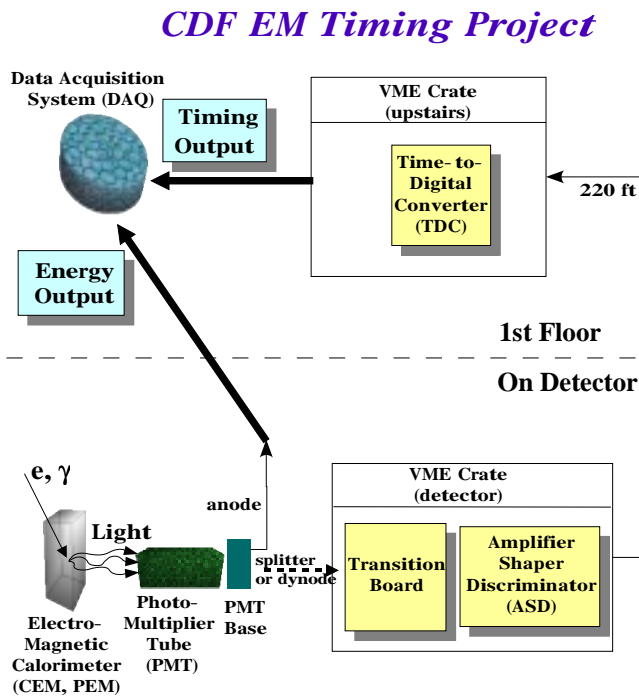 CDF EM Timing Project
Data Acquisition
System (DAQ)
Timing
Output
VME Crate
(upstairs)
Time- to-
Digital
Converter
(TDC)
220 ft
Energy
Output
1st Floor
On Detector
e, γ
Light
anode
splitter
or dynode
VME Crate
(detector)
Transition
Board
Amplifier
Shaper
Discriminator
(ASD)
Electro-
Magnetic
Calorimeter
(CEM, PEM)
Photo-
Multiplier
Tube
(PMT)
PMT
Base